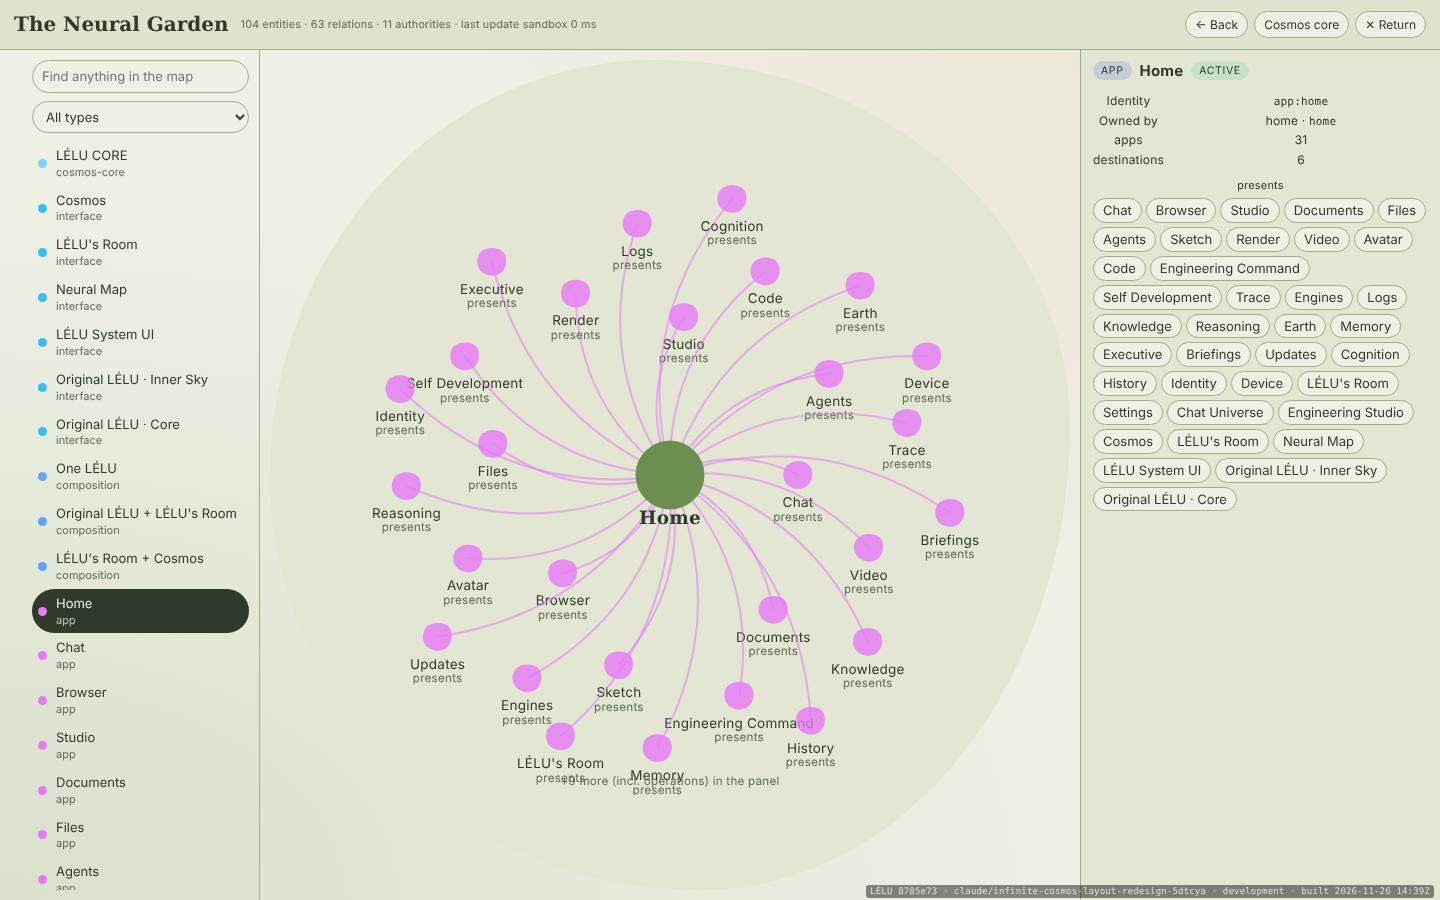 The Neural Garden
104 entities · 63 relations · 11 authorities · last update sandbox 0 ms
← Back
Cosmos core
✕ Return
Find anything in the map
All types
LÉLU CORE
cosmos-core
Cosmos
interface
LÉLU's Room
interface
Neural Map
interface
LÉLU System UI
interface
Original LÉLU · Inner Sky
interface
Original LÉLU · Core
interface
One LÉLU
composition
Original LÉLU + LÉLU's Room
composition
LÉLU's Room + Cosmos
composition
Home
app
Chat
app
Browser
app
Studio
app
Documents
app
Files
app
Agents
app
Cognition
presents
Logs
presents
Executive
presents
Code
presents
Earth
presents
Render
presents
Studio
presents
Self Development
presents
Device
presents
Agents
presents
Identity
presents
Trace
presents
Files
presents
Chat
presents
Reasoning
presents
Home
Briefings
presents
Video
presents
Avatar
presents
Browser
presents
Documents
presents
Updates
presents
Knowledge
presents
Sketch
presents
Engines
presents
Engineering Command
presents
History
presents
LÉLU's Room
presents
Memory
presents
more (incl. operations) in the panel
APP Home ACTIVE
Identity app:home
Owned by home · home
apps 31
destinations 6
presents
Chat Browser Studio Documents Files
Agents Sketch Render Video Avatar
Code Engineering Command
Self Development Trace Engines Logs
Knowledge Reasoning Earth Memory
Executive Briefings Updates Cognition
History Identity Device LÉLU's Room
Settings Chat Universe Engineering Studio
Cosmos LÉLU's Room Neural Map
LÉLU System UI Original LÉLU · Inner Sky
Original LÉLU · Core
LÉLU 8785e73 · claude/infinite-cosmos-layout-redesign-5dtcya · development · built 2026-11-26 14:39Z